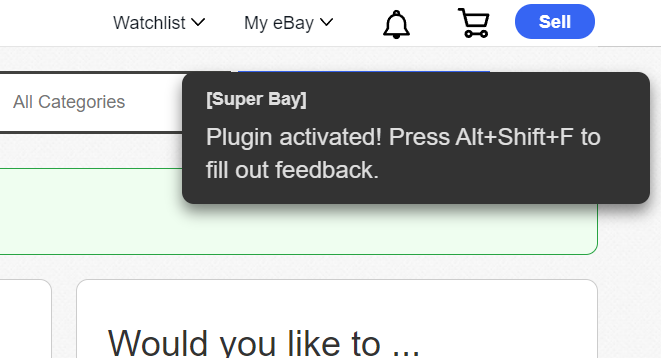 Watchlist My eBay Sell
All Categories
[Super Bay]
Plugin activated! Press Alt+Shift+F to
fill out feedback.
Would you like to ...